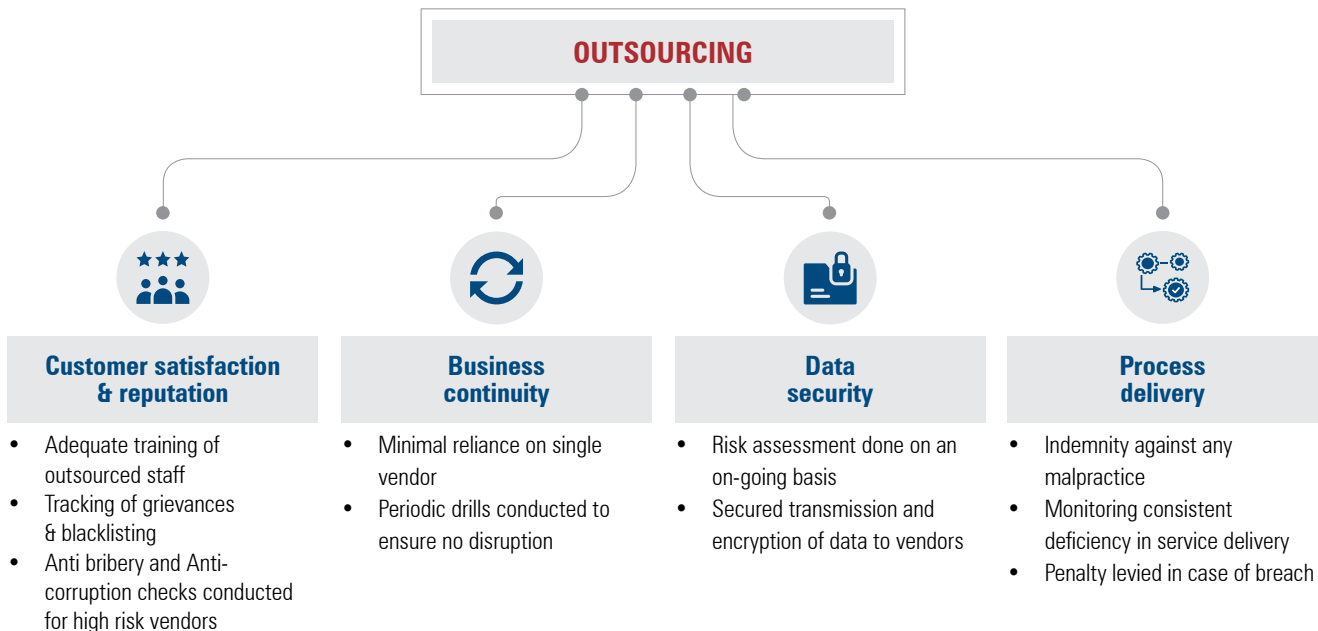 OUTSOURCING
Customer satisfaction
& reputation
• Adequate training of
outsourced staff
• Tracking of grievances
& blacklisting
• Anti bribery and Anti-
corruption checks conducted
for high risk vendors
Business
continuity
• Minimal reliance on single
vendor
• Periodic drills conducted to
ensure no disruption
Data
security
• Risk assessment done on an
on-going basis
• Secured transmission and
encryption of data to vendors
Process
delivery
• Indemnity against any
malpractice
• Monitoring consistent
deficiency in service delivery
• Penalty levied in case of breach